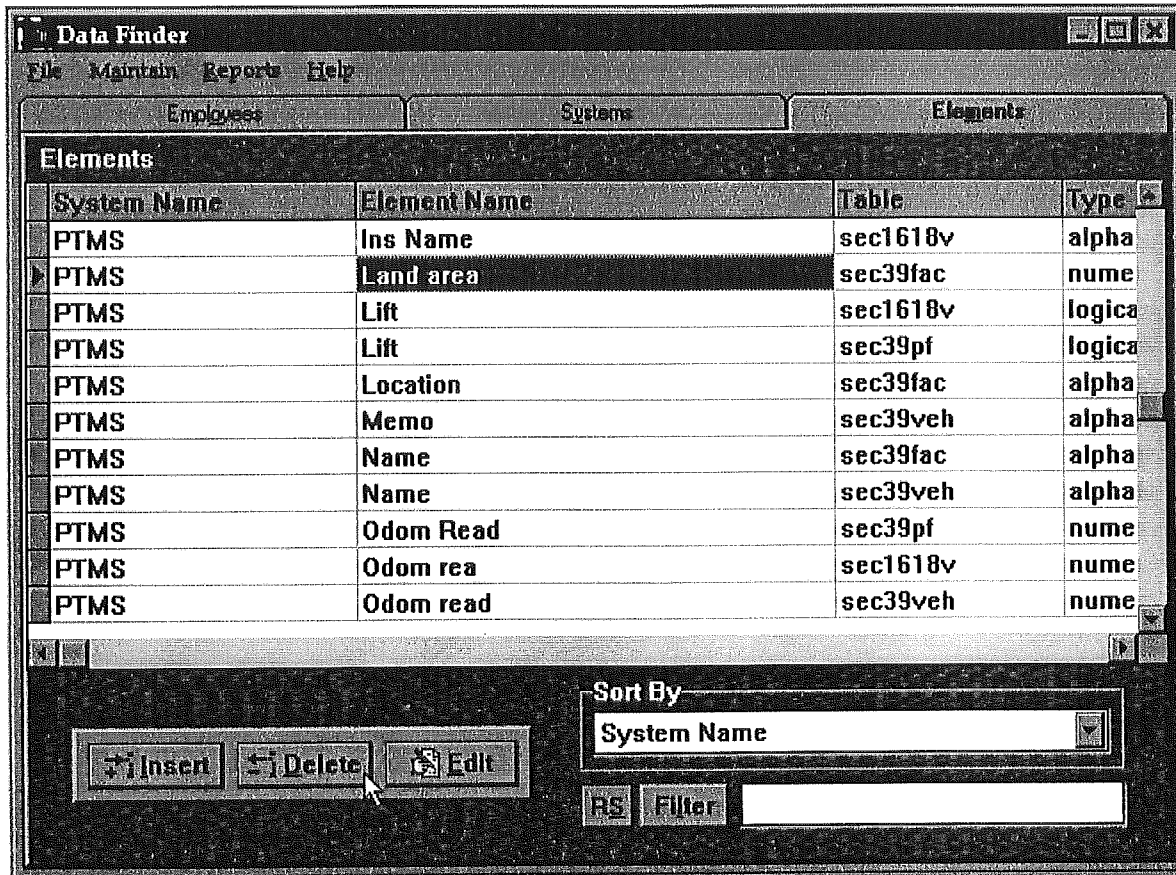 Data Finder
File Maintain Reports Help
Employees Systems Elements
Elements
System Name Element Name Table Type
PTMS Ins Name sec1618v alpha
PTMS Land area sec39fac nume
PTMS Lift sec1618v logica
PTMS Lift sec39pf logica
PTMS Location sec39fac alpha
PTMS Memo sec39veh alpha
PTMS Name sec39fac alpha
PTMS Name sec39veh alpha
PTMS Odom Read sec39pf nume
PTMS Odom rea sec1618v nume
PTMS Odom read sec39veh nume
Sort By
System Name
Insert Delete Edit
RS Filter